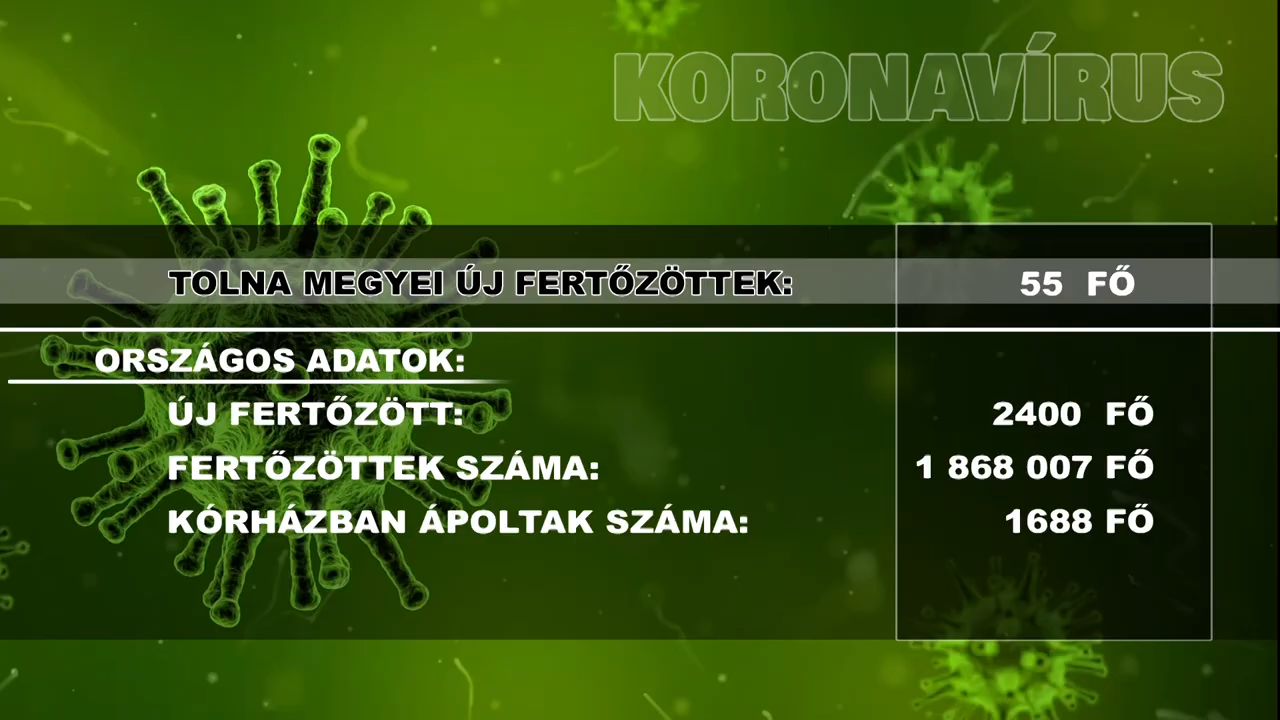 KORONAVÍRUS
TOLNA MEGYEI ÚJ FERTŐZÖTTEK: 55 FŐ
ORSZÁGOS ADATOK:
ÚJ FERTŐZÖTT: 2400 FŐ
FERTŐZÖTTEK SZÁMA: 1 868 007 FŐ
KÓRHÁZBAN ÁPOLTAK SZÁMA: 1688 FŐ